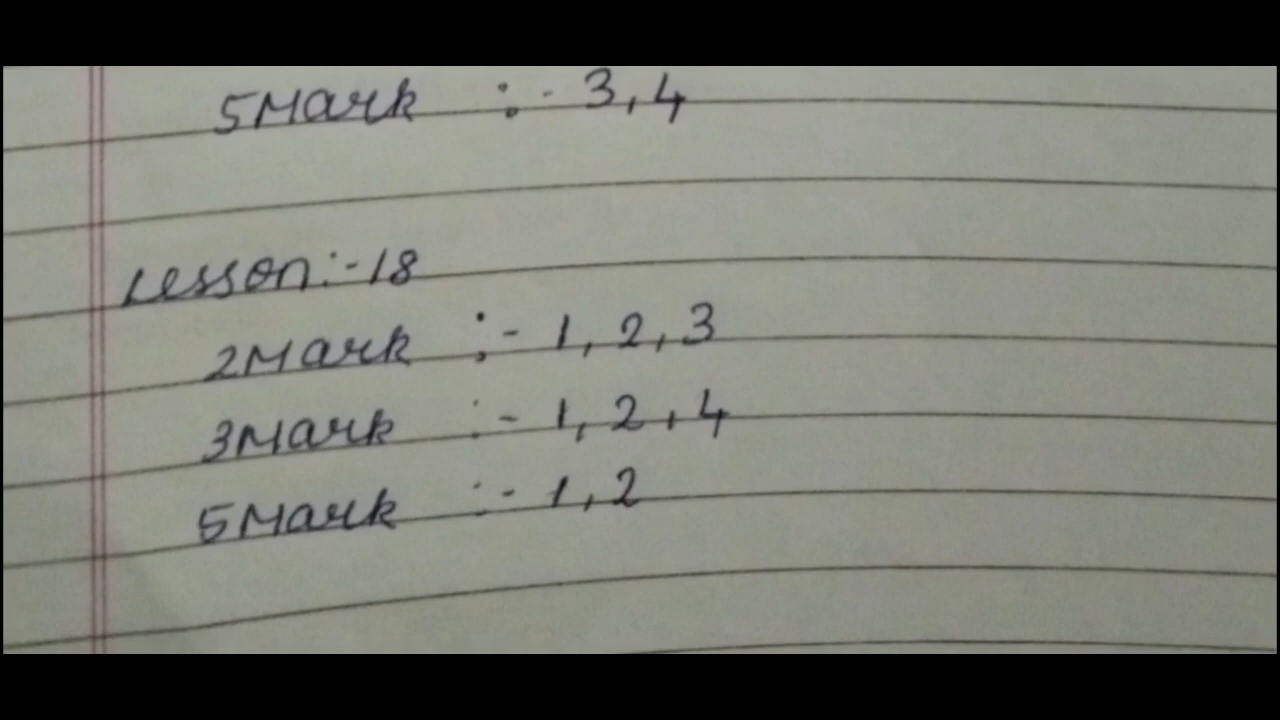 5Mark :- 3,4
Lesson:-18
2Mark :- 1,2,3
3Mark :- 1,2,4
5Mark :- 1,2